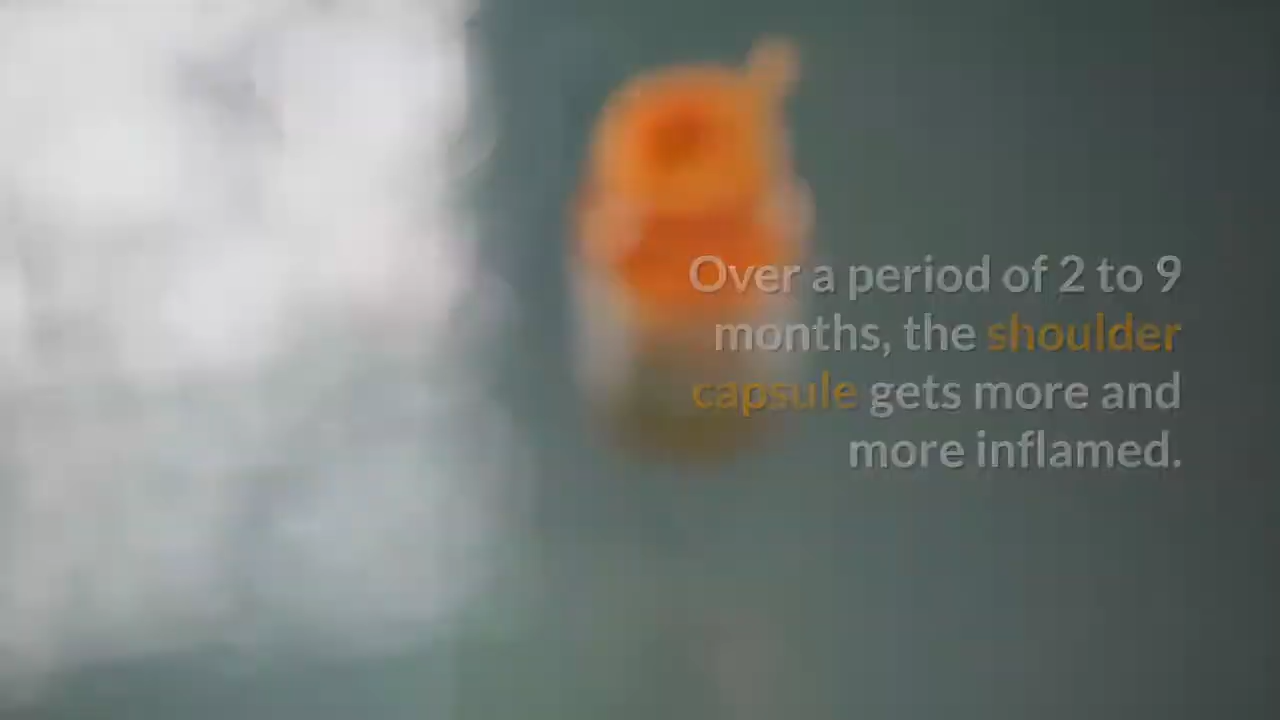 Over a period of 2 to 9
months, the shoulder
capsule gets more and
more inflamed.